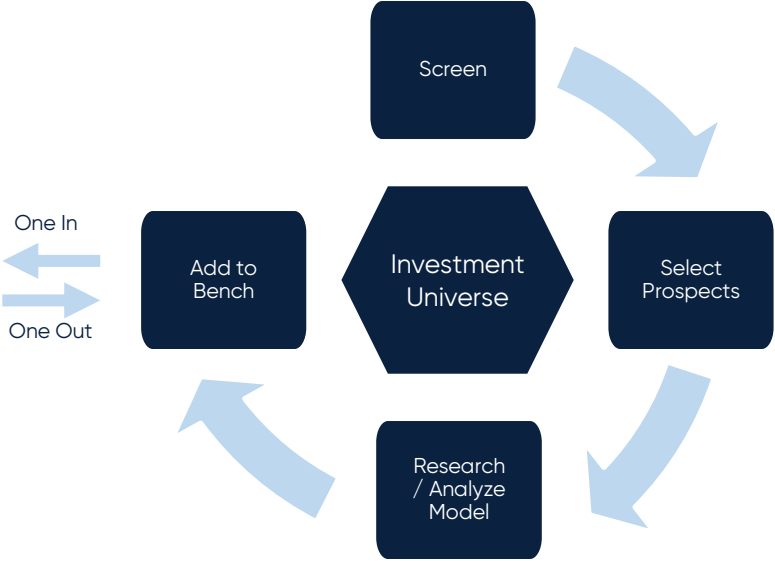 Screen
One In
One Out
Add to
Bench
Investment
Universe
Select
Prospects
Research
/ Analyze
Model